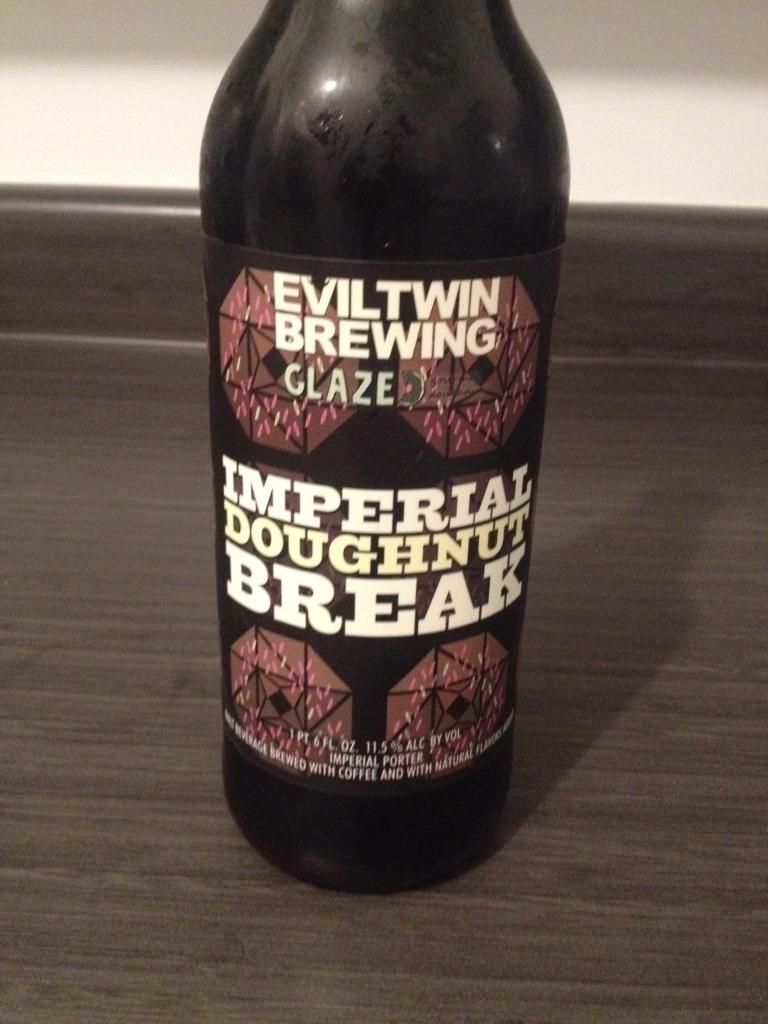 EVILTWIN
BREWING
GLAZE
IMPERIAL
DOUGHNUT
BREAK
1 PT. 6 FL. OZ. 11.5 % ALC BY VOL
IMPERIAL PORTER
BEVERAGE BREWED WITH COFFEE AND WITH NATURAL FLAVORS